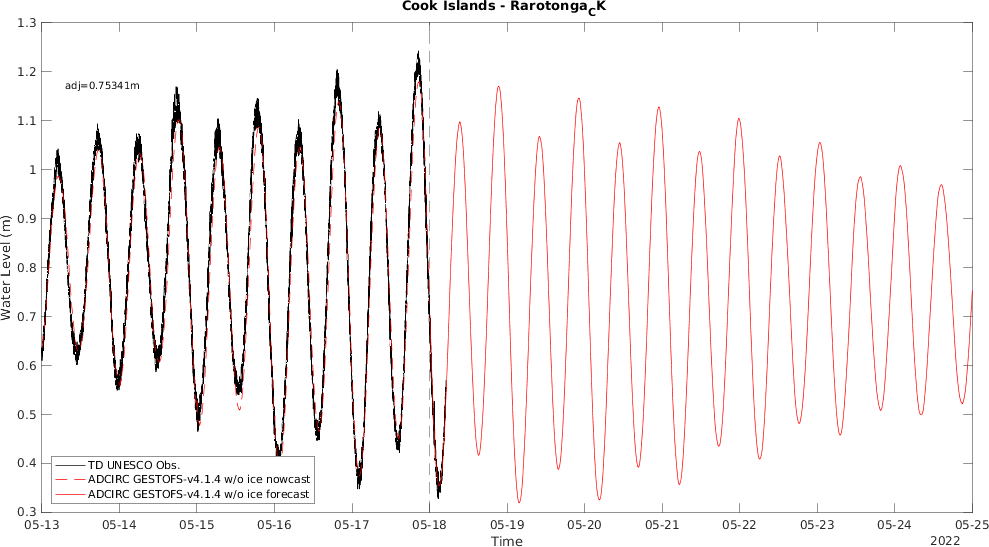 Cook Islands - Rarotonga_CK
1.3
1.2
1.1
1
0.9
0.8
0.7
0.6
0.5
0.4
0.3
Water Level (m)
adj=0.75341m
TD UNESCO Obs.
ADCIRC GESTOFS-v4.1.4 w/o ice nowcast
ADCIRC GESTOFS-v4.1.4 w/o ice forecast
05-13 05-14 05-15 05-16 05-17 05-18 05-19 05-20 05-21 05-22 05-23 05-24 05-25
Time
2022